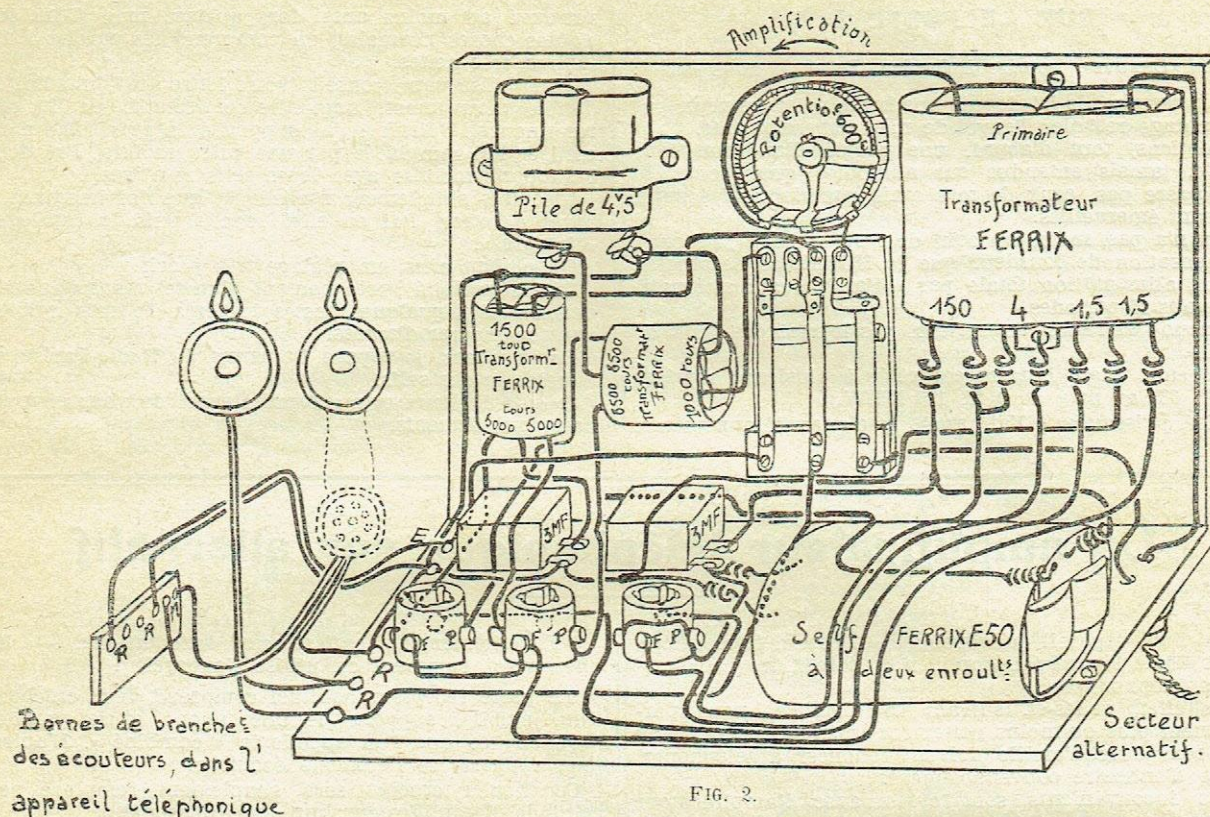 Amplification
Potentio. 600
Primaire
Transformateur
FERRIX
150 4 1,5 1,5
Pile de 4,5
1500
Transform.r
FERRIX
tours
5000 5000
6500 6500
tours
FERRIX
1000 tours
3MF
3MF
E
R
R
R
R
F P
F P
F P
Self FERRIX E50
à deux enroul.ts
Bornes de branche.t
des écouteurs, dans l'
appareil téléphonique
Secteur
alternatif.
FIG. 2.